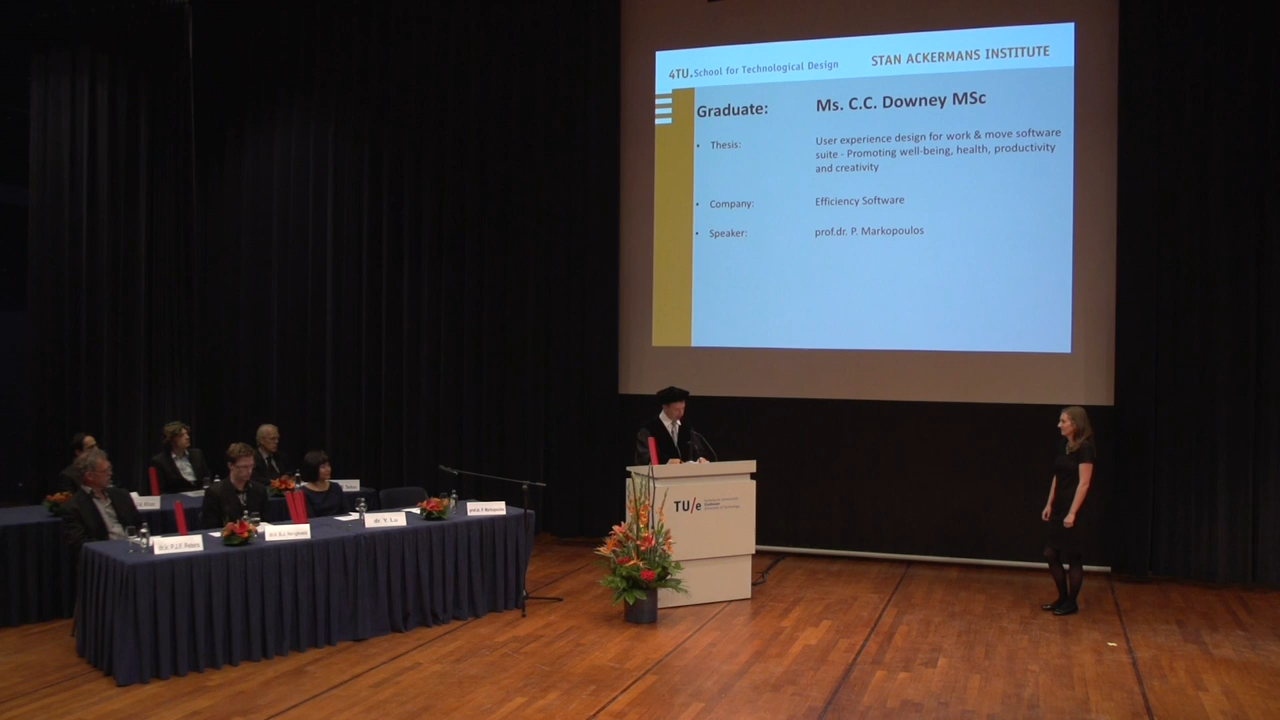 4TU. School for Technological Design
STAN ACKERMANS INSTITUTE
Graduate: Ms. C.C. Downey MSc
• Thesis: User experience design for work & move software
suite - Promoting well-being, health, productivity
and creativity
• Company: Efficiency Software
• Speaker: prof.dr. P. Markopoulos
TU/e
dr. Y. Lu
P.J.F. Peters
Markopoulos